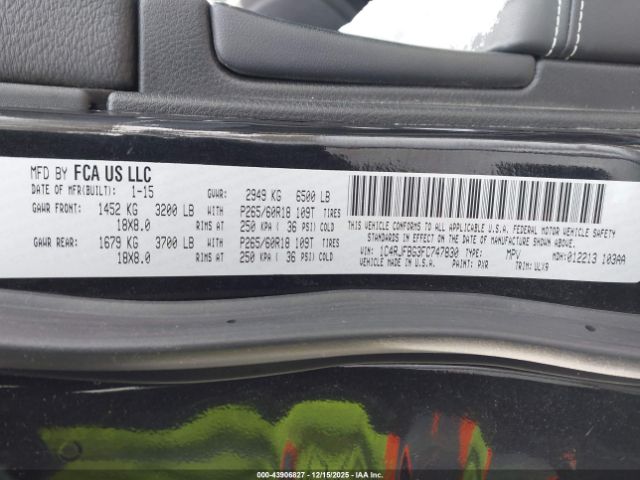 MFD BY FCA US LLC
DATE OF MFR(BUILT): 1-15 GVWR: 2949 KG 6500 LB
GAWR FRONT: 1452 KG 3200 LB WITH P265/60R18 109T TIRES
18X8.0 RIMS AT 250 KPA ( 36 PSI) COLD
GAWR REAR: 1679 KG 3700 LB WITH P265/60R18 109T TIRES
18X8.0 RIMS AT 250 KPA ( 36 PSI) COLD
THIS VEHICLE CONFORMS TO ALL APPLICABLE U.S.A. FEDERAL MOTOR VEHICLE SAFETY
STANDARDS IN EFFECT ON THE DATE OF MANUFACTURE SHOWN ABOVE.
VIN: 1C4RJFBG3FC747830 TYPE: MPV MDH:012213 103AA
VEHICLE MADE IN U.S.A. PAINT: PXR TRIM: ULX9
00-43906827 - 12/15/2025 - © IAA Holdings, LLC